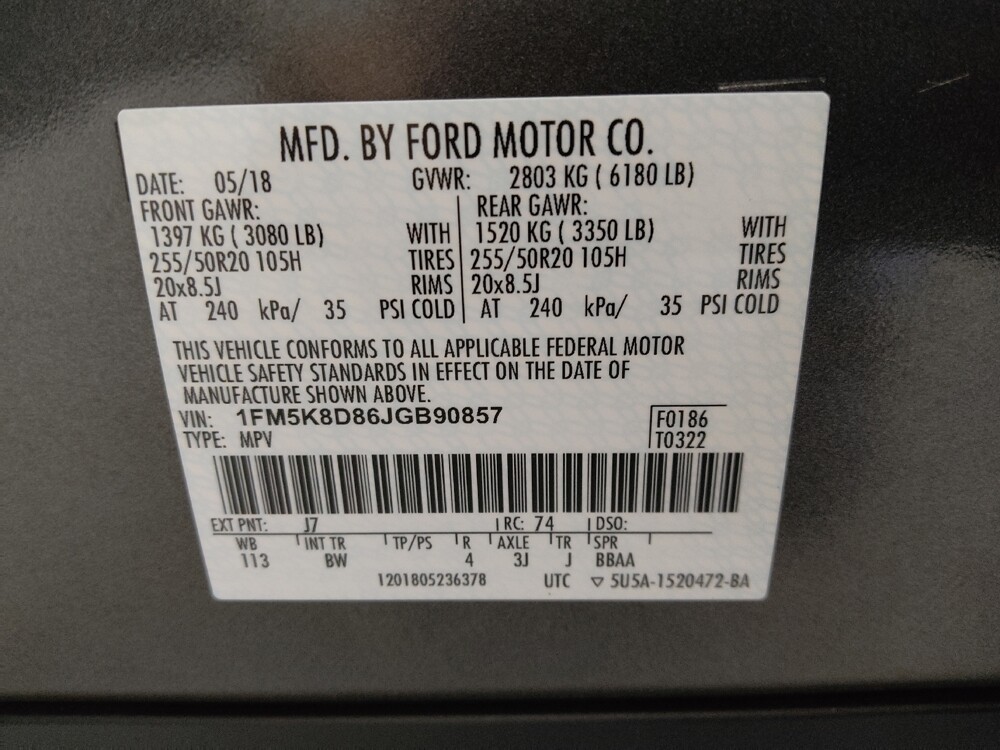 MFD. BY FORD MOTOR CO.
DATE: 05/18 GVWR: 2803 KG ( 6180 LB)
FRONT GAWR: REAR GAWR:
1397 KG ( 3080 LB) WITH 1520 KG ( 3350 LB) WITH
255/50R20 105H TIRES 255/50R20 105H TIRES
20x8.5J RIMS 20x8.5J RIMS
AT 240 kPa/ 35 PSI COLD AT 240 kPa/ 35 PSI COLD
THIS VEHICLE CONFORMS TO ALL APPLICABLE FEDERAL MOTOR
VEHICLE SAFETY STANDARDS IN EFFECT ON THE DATE OF
MANUFACTURE SHOWN ABOVE.
VIN: 1FM5K8D86JGB90857 F0186
TYPE: MPV T0322
EXT PNT: J7 RC: 74 DSO:
WB INT TR TP/PS R AXLE TR SPR
113 BW 4 3J J BBAA
1201805236378 UTC ▽ 5U5A-1520472-BA